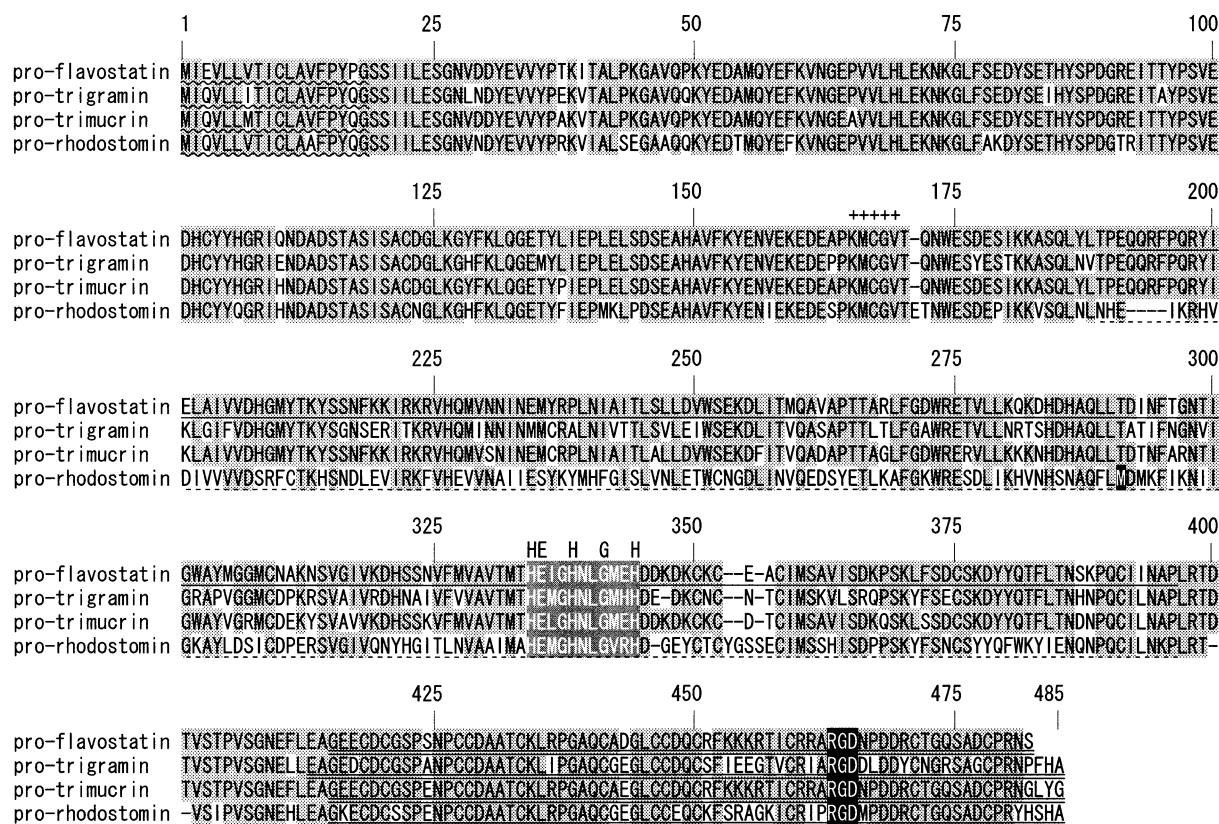 1 25 50 75 100
pro-flavostatin MIEVLLVTICLAVFPYPGSSIILESGNVDDYEVVYPTKITALPKGAVQPKYEDAMQYEFKVNGEPVVLHLEKNKGLFSEDYSETHYSPDGREITTYPSVE
pro-trigramin MIQVLLITICLAVFPYQGSSIILESGNLNDYEVVYPEKVTALPKGAVQQKYEDAMQYEFKVNGEPVVLHLEKNKGLFSEDYSEIHYSPDGREITAYPSVE
pro-trimucrin MIQVLLMTICLAVFPYQGSSIILESGNVDDYEVVYPAKVTALPKGAVQPKYEDAMQYEFKVNGEAVVLHLEKNKGLFSEDYSETHYSPDGREITTYPSVE
pro-rhodostomin MIQVLLVTICLAAFPYQGSSIILESGNVNDYEVVYPRKVIALSEGAAQQKYEDTMQYEFKVNGEPVVLHLEKNKGLFAKDYSETHYSPDGTRITTYPSVE
125 150 175 200
+++++
pro-flavostatin DHCYYHGRIQNDADSTASISACDGLKGYFKLQGETYLIEPLELSDSEAHAVFKYENVEKEDEAPKMCGVT-QNWESDESIKKASQLYLTPEQQRFPQRYI
pro-trigramin DHCYYHGRIENDADSTASISACDGLKGHFKLQGEMYLIEPLELSDSEAHAVFKYENVEKEDEPPKMCGVT-QNWESYESTKKASQLNVTPEQQRFPQRYI
pro-trimucrin DHCYYHGRIHNDADSTASISACDGLKGYFKLQGETYPIEPLELSDSEAHAVFKYENVEKEDEAPKMCGVT-QNWESDESIKKASQLYLTPEQQRFPQRYI
pro-rhodostomin DHCYYQGRIHNDADSTASISACNGLKGHFKLQGETYFIEPMKLPDSEAHAVFKYENIEKEDESPKMCGVTETNWESDEPIKKVSQLNLNHE----IKRHV
225 250 275 300
pro-flavostatin ELAIVVDHGMYTKYSSNFKKIRKRVHQMVNNINEMYRPLNIAITLSLLDVWSEKDLITMQAVAPTTARLFGDWRETVLLKQKDHDHAQLLTDINFTGNTI
pro-trigramin KLGIFVDHGMYTKYSGNSERITKRVHQMINNINMMCRALNIVTTLSVLEIWSEKDLITVQASAPTTLTLFGAWRETVLLNRTSHDHAQLLTATIFNGNVI
pro-trimucrin KLAIVVDHGMYTKYSSNFKKIRKRVHQMVSNINEMCRPLNIAITLALLDVWSEKDFITVQADAPTTAGLFGDWRERVLLKKKNHDHAQLLTDTNFARNTI
pro-rhodostomin DIVVVVDSRFCTKHSNDLEVIRKFVHEVVNAIIESYKYMHFGISLVNLETWCNGDLINVQEDSYETLKAFGKWRESDLIKHVNHSNAQFLMDMKFIKNII
325 350 375 400
HE H G H
pro-flavostatin GWAYMGGMCNAKNSVGIVKDHSSNVFMVAVTMTHEIGHNLGMEHDDKDKCKC--E-ACIMSAVISDKPSKLFSDCSKDYYQTFLTNSKPQCIINAPLRTD
pro-trigramin GRAPVGGMCDPKRSVAIVRDHNAIVFVVAVTMTHEMGHNLGMHHDE-DKCNC--N-TCIMSKVLSRQPSKYFSECSKDYYQTFLTNHNPQCILNAPLRTD
pro-trimucrin GWAYVGRMCDEKYSVAVVKDHSSKVFMVAVTMTHELGHNLGMEHDDKDKCKC--D-TCIMSAVISDKQSKLSSDCSKDYYQTFLTNDNPQCILNAPLRTD
pro-rhodostomin GKAYLDSICDPERSVGIVQNYHGITLNVAAIMAHEMGHNLGVRHD-GEYCTCYGSSECIMSSHISDPPSKYFSNCSYYQFWKYIENQNPQCILNKPLRT-
425 450 475 485
pro-flavostatin TVSTPVSGNEFLEAGEECDCGSPSNPCCDAATCKLRPGAQCADGLCCDQCRFKKKRTICRRARGDNPDDRCTGQSADCPRNS
pro-trigramin TVSTPVSGNELLEAGEDCDCGSPANPCCDAATCKLIPGAQCGEGLCCDQCSFIEEGTVCRIARGDDLDDYCNGRSAGCPRNPFHA
pro-trimucrin TVSTPVSGNEFLEAGEECDCGSPENPCCDAATCKLRPGAQCAEGLCCDQCRFKKKRTICRRARGDNPDDRCTGQSADCPRNGLYG
pro-rhodostomin -VSIPVSGNEHLEAGKECDCSSPENPCCDAATCKLRPGAQCGEGLCCEQCKFSRAGKICRIPRGDMPDDRCTGQSADCPRYHSHA